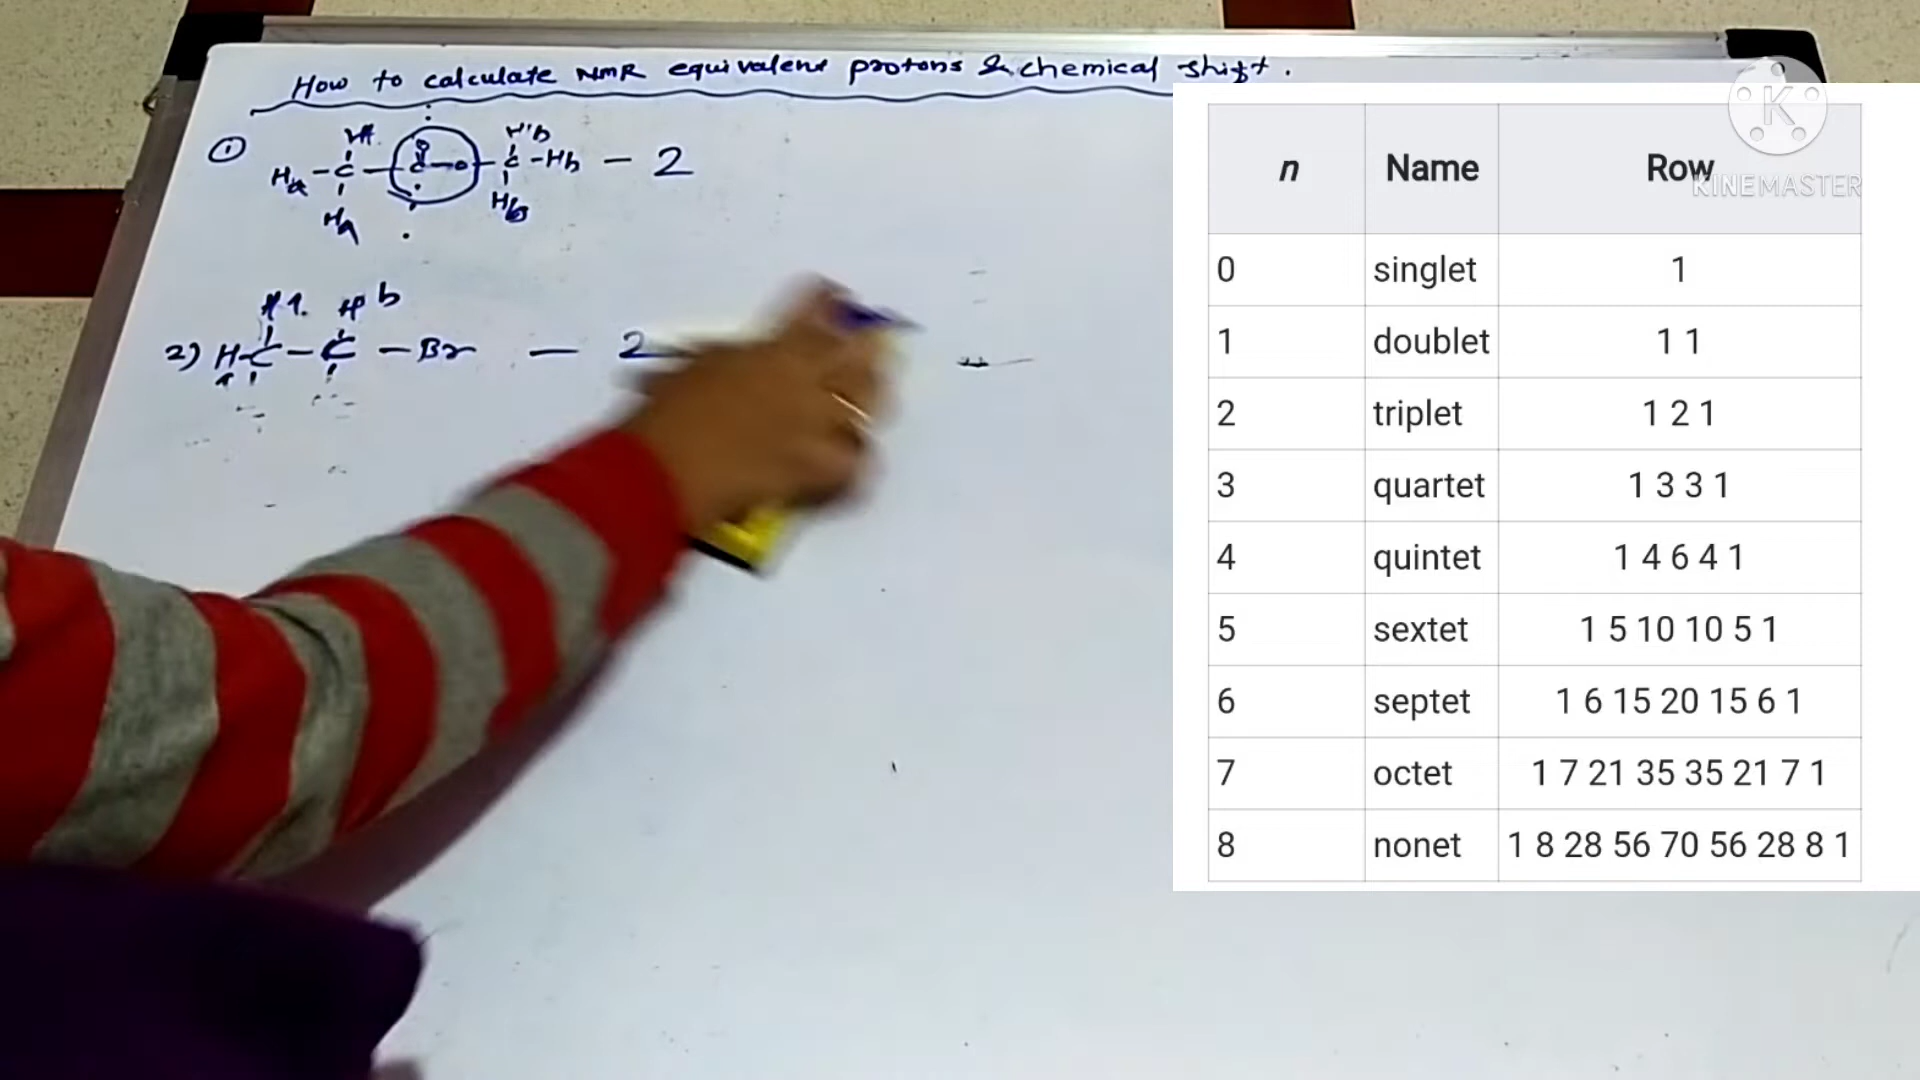 How to calculate NMR equivalent protons & chemical shift.
①
Hb
O
Ha - C - C - O - C - Hb - 2
Ha
Hb
b
2) H - C - C - Br - 2
n Name Row
0 singlet 1
1 doublet 1 1
2 triplet 1 2 1
3 quartet 1 3 3 1
4 quintet 1 4 6 4 1
5 sextet 1 5 10 10 5 1
6 septet 1 6 15 20 15 6 1
7 octet 1 7 21 35 35 21 7 1
8 nonet 1 8 28 56 70 56 28 8 1
K
KINEMASTER